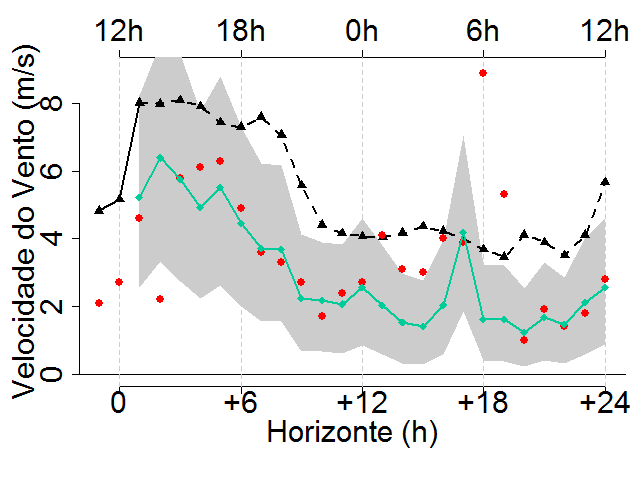 12h 18h 0h 6h 12h
Velocidade do Vento (m/s)
8
6
4
2
0
0 +6 +12 +18 +24
Horizonte (h)